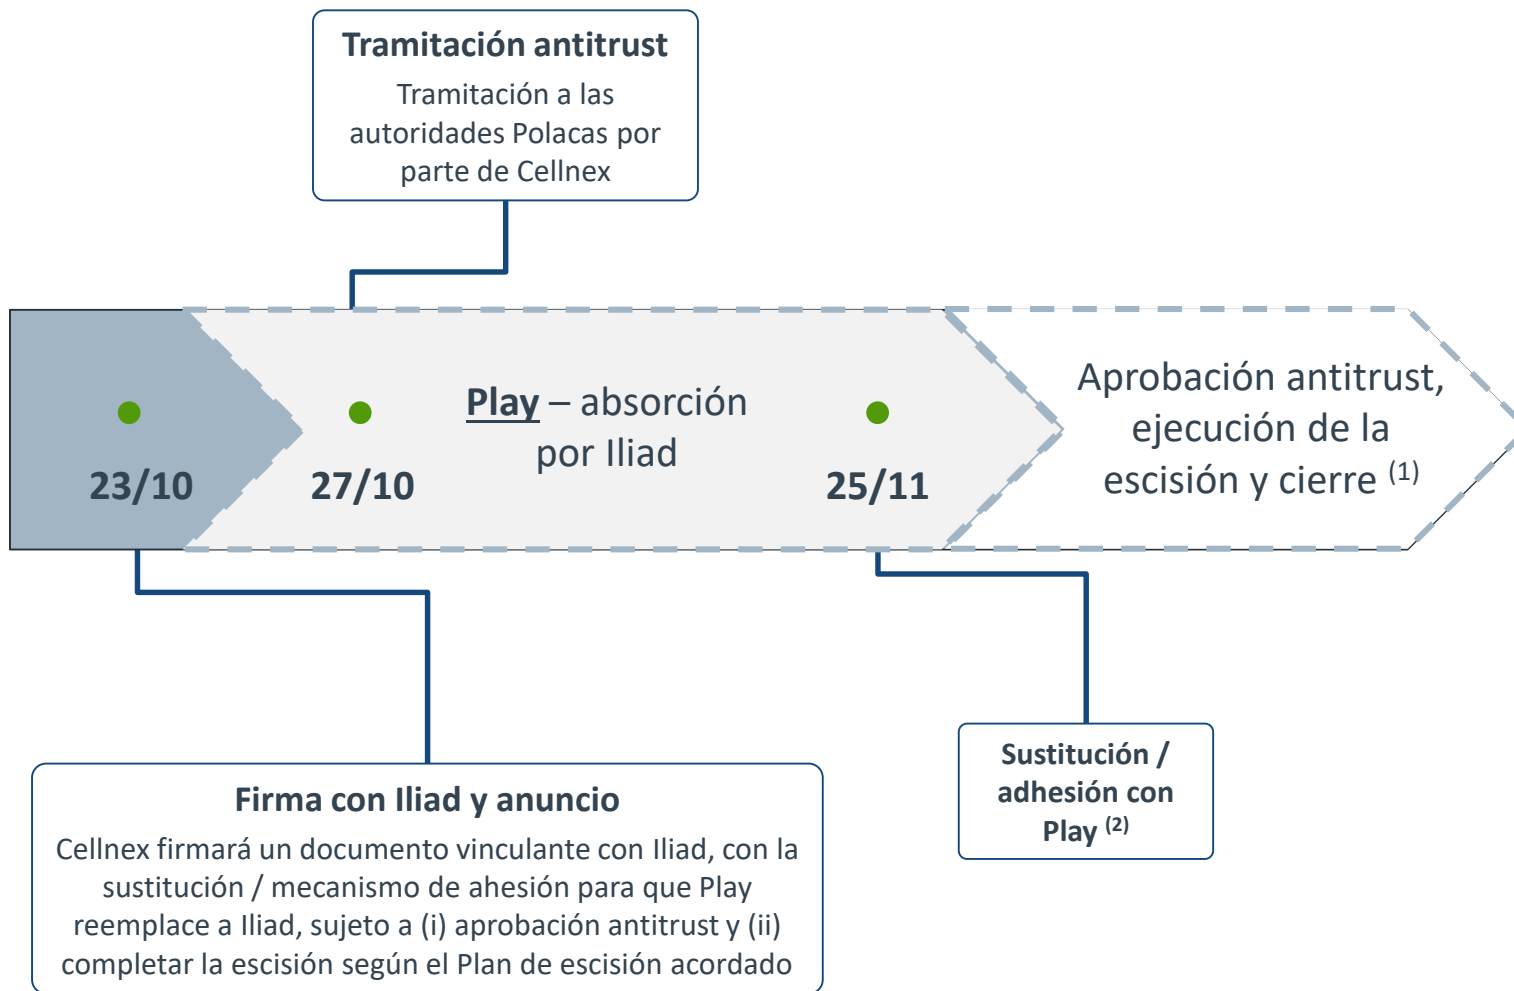 Tramitación antitrust
Tramitación a las
autoridades Polacas por
parte de Cellnex
23/10
27/10
Play – absorción
por Iliad
25/11
Aprobación antitrust,
ejecución de la
escisión y cierre (1)
Firma con Iliad y anuncio
Cellnex firmará un documento vinculante con Iliad, con la
sustitución / mecanismo de ahesión para que Play
reemplace a Iliad, sujeto a (i) aprobación antitrust y (ii)
completar la escisión según el Plan de escisión acordado
Sustitución /
adhesión con
Play (2)